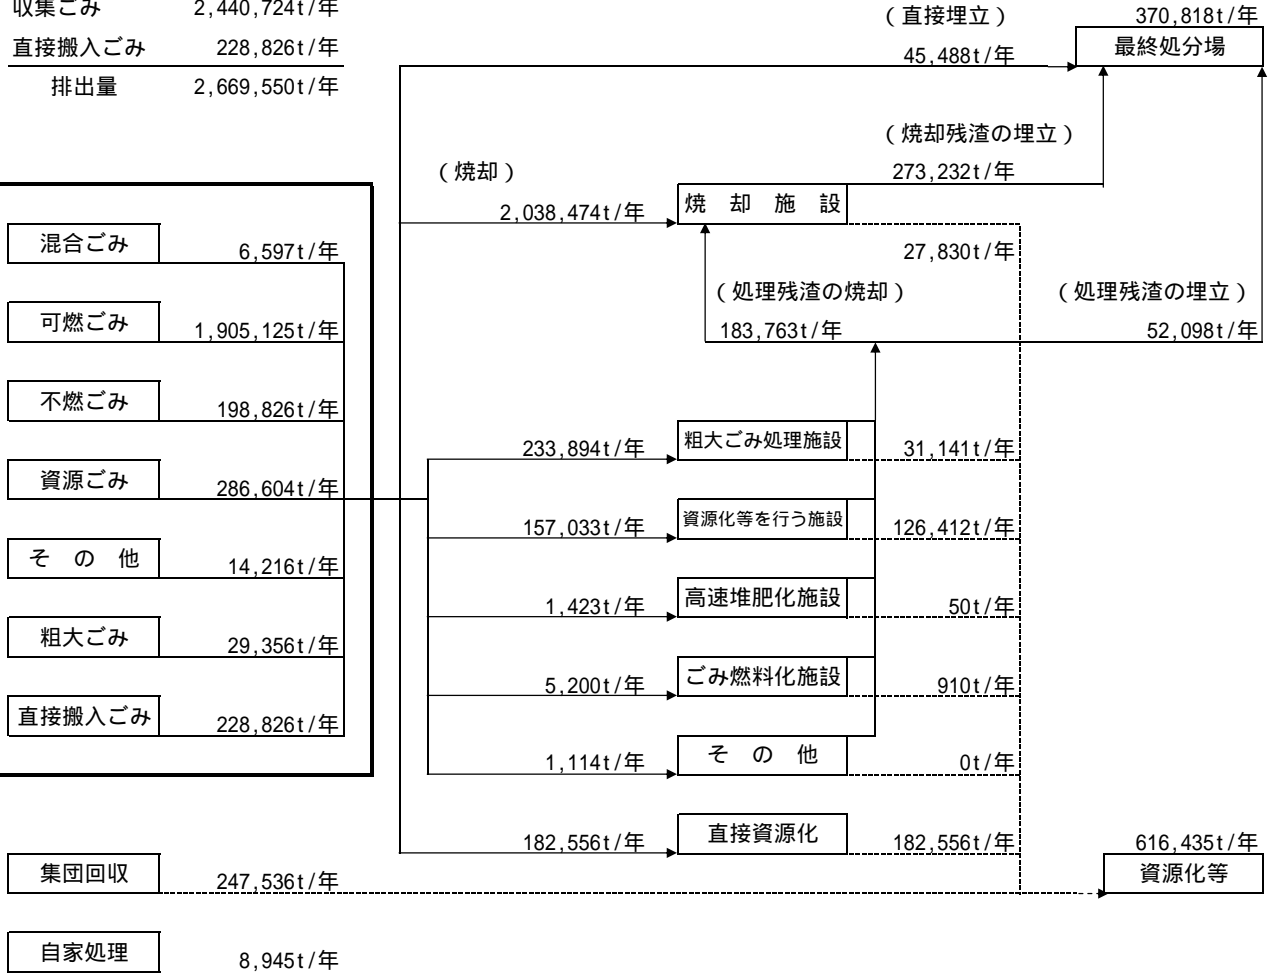 収集ごみ 2,440,724t/年
直接搬入ごみ 228,826t/年
排出量 2,669,550t/年
(直接埋立)
45,488t/年
370,818t/年
最終処分場
(焼却残渣の埋立)
273,232t/年
(焼却)
2,038,474t/年
焼 却 施 設
27,830t/年
(処理残渣の焼却)
183,763t/年
(処理残渣の埋立)
52,098t/年
混合ごみ 6,597t/年
可燃ごみ 1,905,125t/年
不燃ごみ 198,826t/年
資源ごみ 286,604t/年
そ の 他 14,216t/年
粗大ごみ 29,356t/年
直接搬入ごみ 228,826t/年
233,894t/年 粗大ごみ処理施設 31,141t/年
157,033t/年 資源化等を行う施設 126,412t/年
1,423t/年 高速堆肥化施設 50t/年
5,200t/年 ごみ燃料化施設 910t/年
1,114t/年 そ の 他 0t/年
182,556t/年 直接資源化 182,556t/年
616,435t/年
資源化等
集団回収 247,536t/年
自家処理 8,945t/年